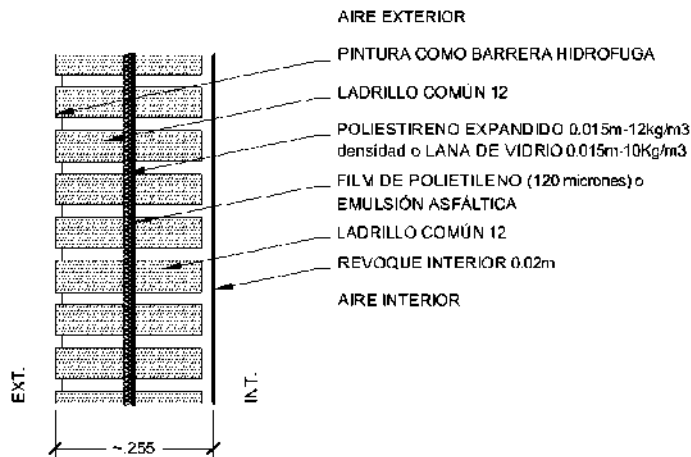 AIRE EXTERIOR
PINTURA COMO BARRERA HIDROFUGA
LADRILLO COMÚN 12
POLIESTIRENO EXPANDIDO 0.015m-12kg/m3
densidad o LANA DE VIDRIO 0.015m-10Kg/m3
FILM DE POLIETILENO (120 micrones) o
EMULSIÓN ASFÁLTICA
LADRILLO COMÚN 12
REVOQUE INTERIOR 0.02m
AIRE INTERIOR
EXT.
INT.
~.255